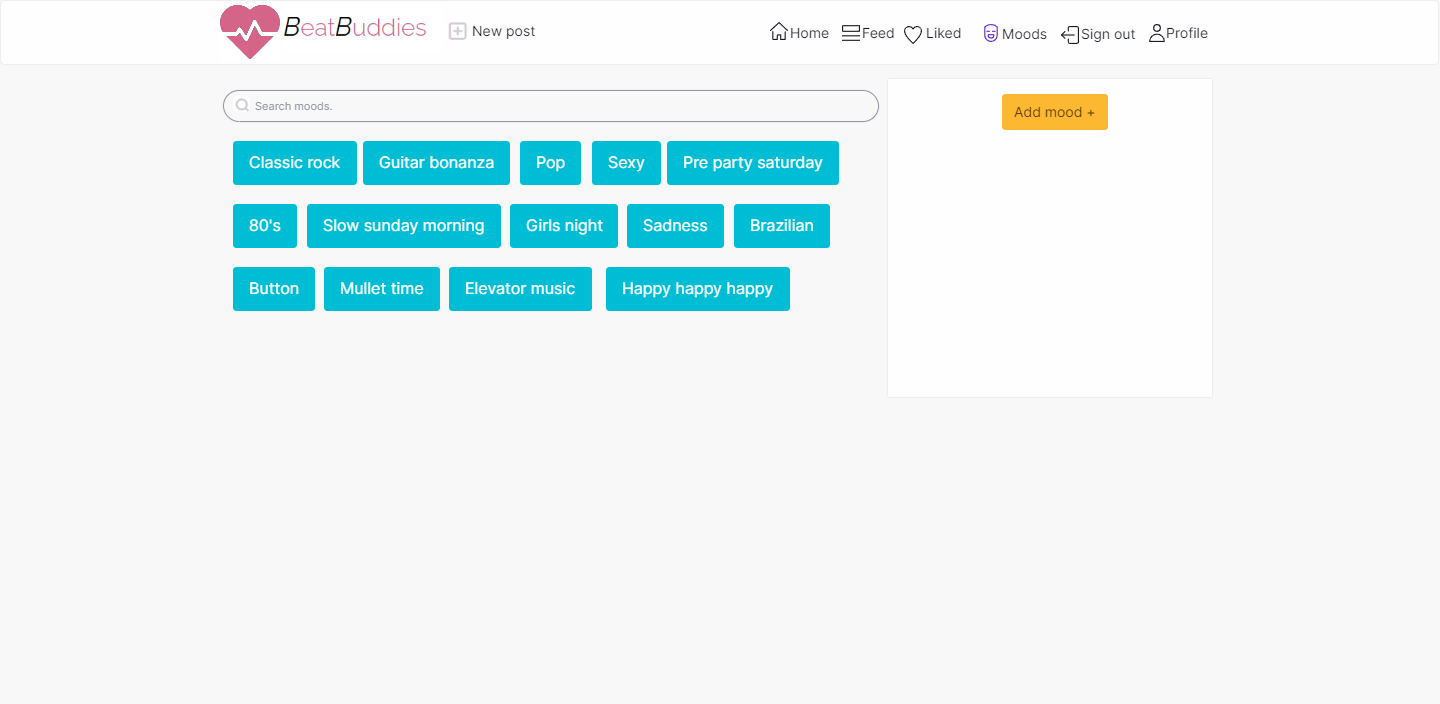 BeatBuddies New post Home Feed Liked Moods Sign out Profile
Search moods.
Add mood +
Classic rock Guitar bonanza Pop Sexy Pre party saturday
80's Slow sunday morning Girls night Sadness Brazilian
Button Mullet time Elevator music Happy happy happy